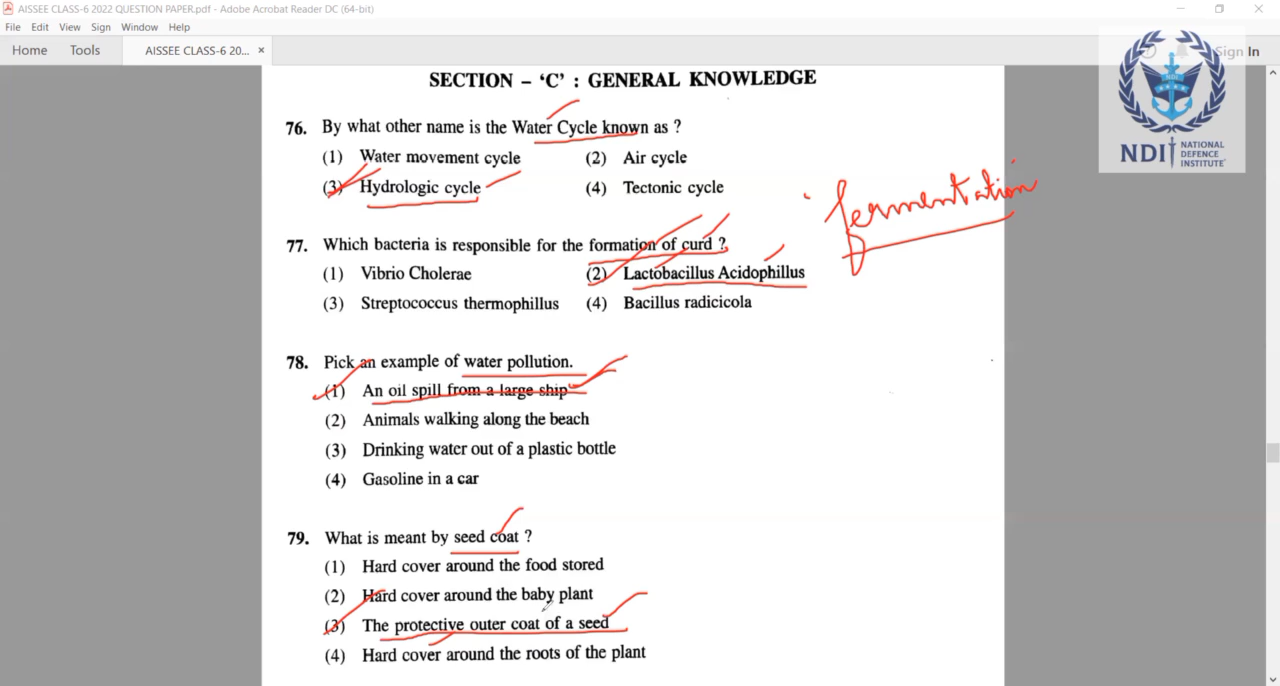 AISSEE CLASS-6 2022 QUESTION PAPER.pdf - Adobe Acrobat Reader DC (64-bit)
File Edit View Sign Window Help
Home Tools AISSEE CLASS-6 20... × Sign In
NDI NATIONAL DEFENCE INSTITUTE
SECTION – 'C' : GENERAL KNOWLEDGE
76. By what other name is the Water Cycle known as ?
(1) Water movement cycle (2) Air cycle
(3) Hydrologic cycle (4) Tectonic cycle
fermentation
77. Which bacteria is responsible for the formation of curd ?
(1) Vibrio Cholerae (2) Lactobacillus Acidophillus
(3) Streptococcus thermophillus (4) Bacillus radicicola
78. Pick an example of water pollution.
(1) An oil spill from a large ship
(2) Animals walking along the beach
(3) Drinking water out of a plastic bottle
(4) Gasoline in a car
79. What is meant by seed coat ?
(1) Hard cover around the food stored
(2) Hard cover around the baby plant
(3) The protective outer coat of a seed
(4) Hard cover around the roots of the plant